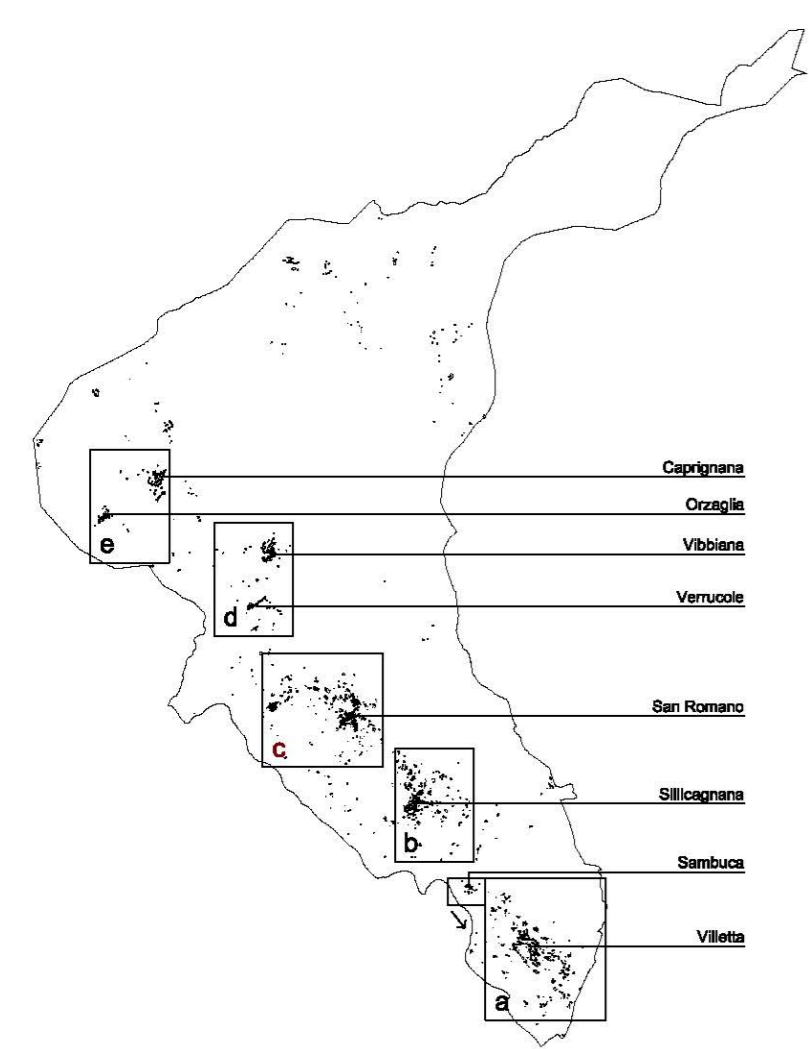 Caprignana
Orzaglia
e
Vibbiana
Verrucole
d
San Romano
c
Sillicagnana
b
Sambuca
Villetta
a